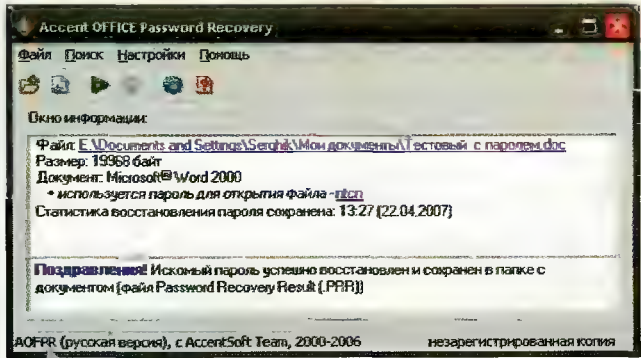 Accent OFFICE Password Recovery
Файл Поиск Настройки Помощь
Окно информации:
Файл: E:\Documents and Settings\Serghik\Мои документы\Тестовый с паролем.doc
Размер: 19968 байт
Документ: Microsoft® Word 2000
• используется пароль для открытия файла - ntcn
Статистика восстановления пароля сохранена: 13:27 (22.04.2007)
Поздравления! Искомый пароль успешно восстановлен и сохранен в папке с
документом (файл Password Recovery Result (.PRR))
AOFPR (русская версия), с AccentSoft Team, 2000-2006 незарегистрированная копия